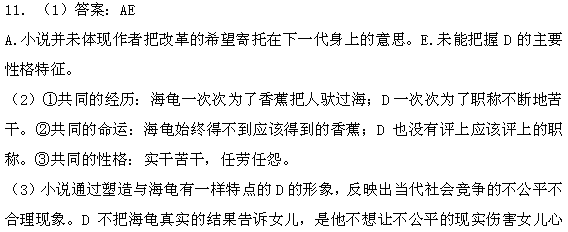 11. （1）答案：AE
A.小说并未体现作者把改革的希望寄托在下一代身上的意思。E.未能把握 D 的主要
性格特征。
（2）①共同的经历：海龟一次次为了香蕉把人驮过海；D 一次次为了职称不断地苦
干。②共同的命运：海龟始终得不到应该得到的香蕉；D 也没有评上应该评上的职
称。③共同的性格：实干苦干，任劳任怨。
（3）小说通过塑造与海龟有一样特点的 D 的形象，反映出当代社会竞争的不公平不
合理现象。D 不把海龟真实的结果告诉女儿，是他不想让不公平的现实伤害女儿心